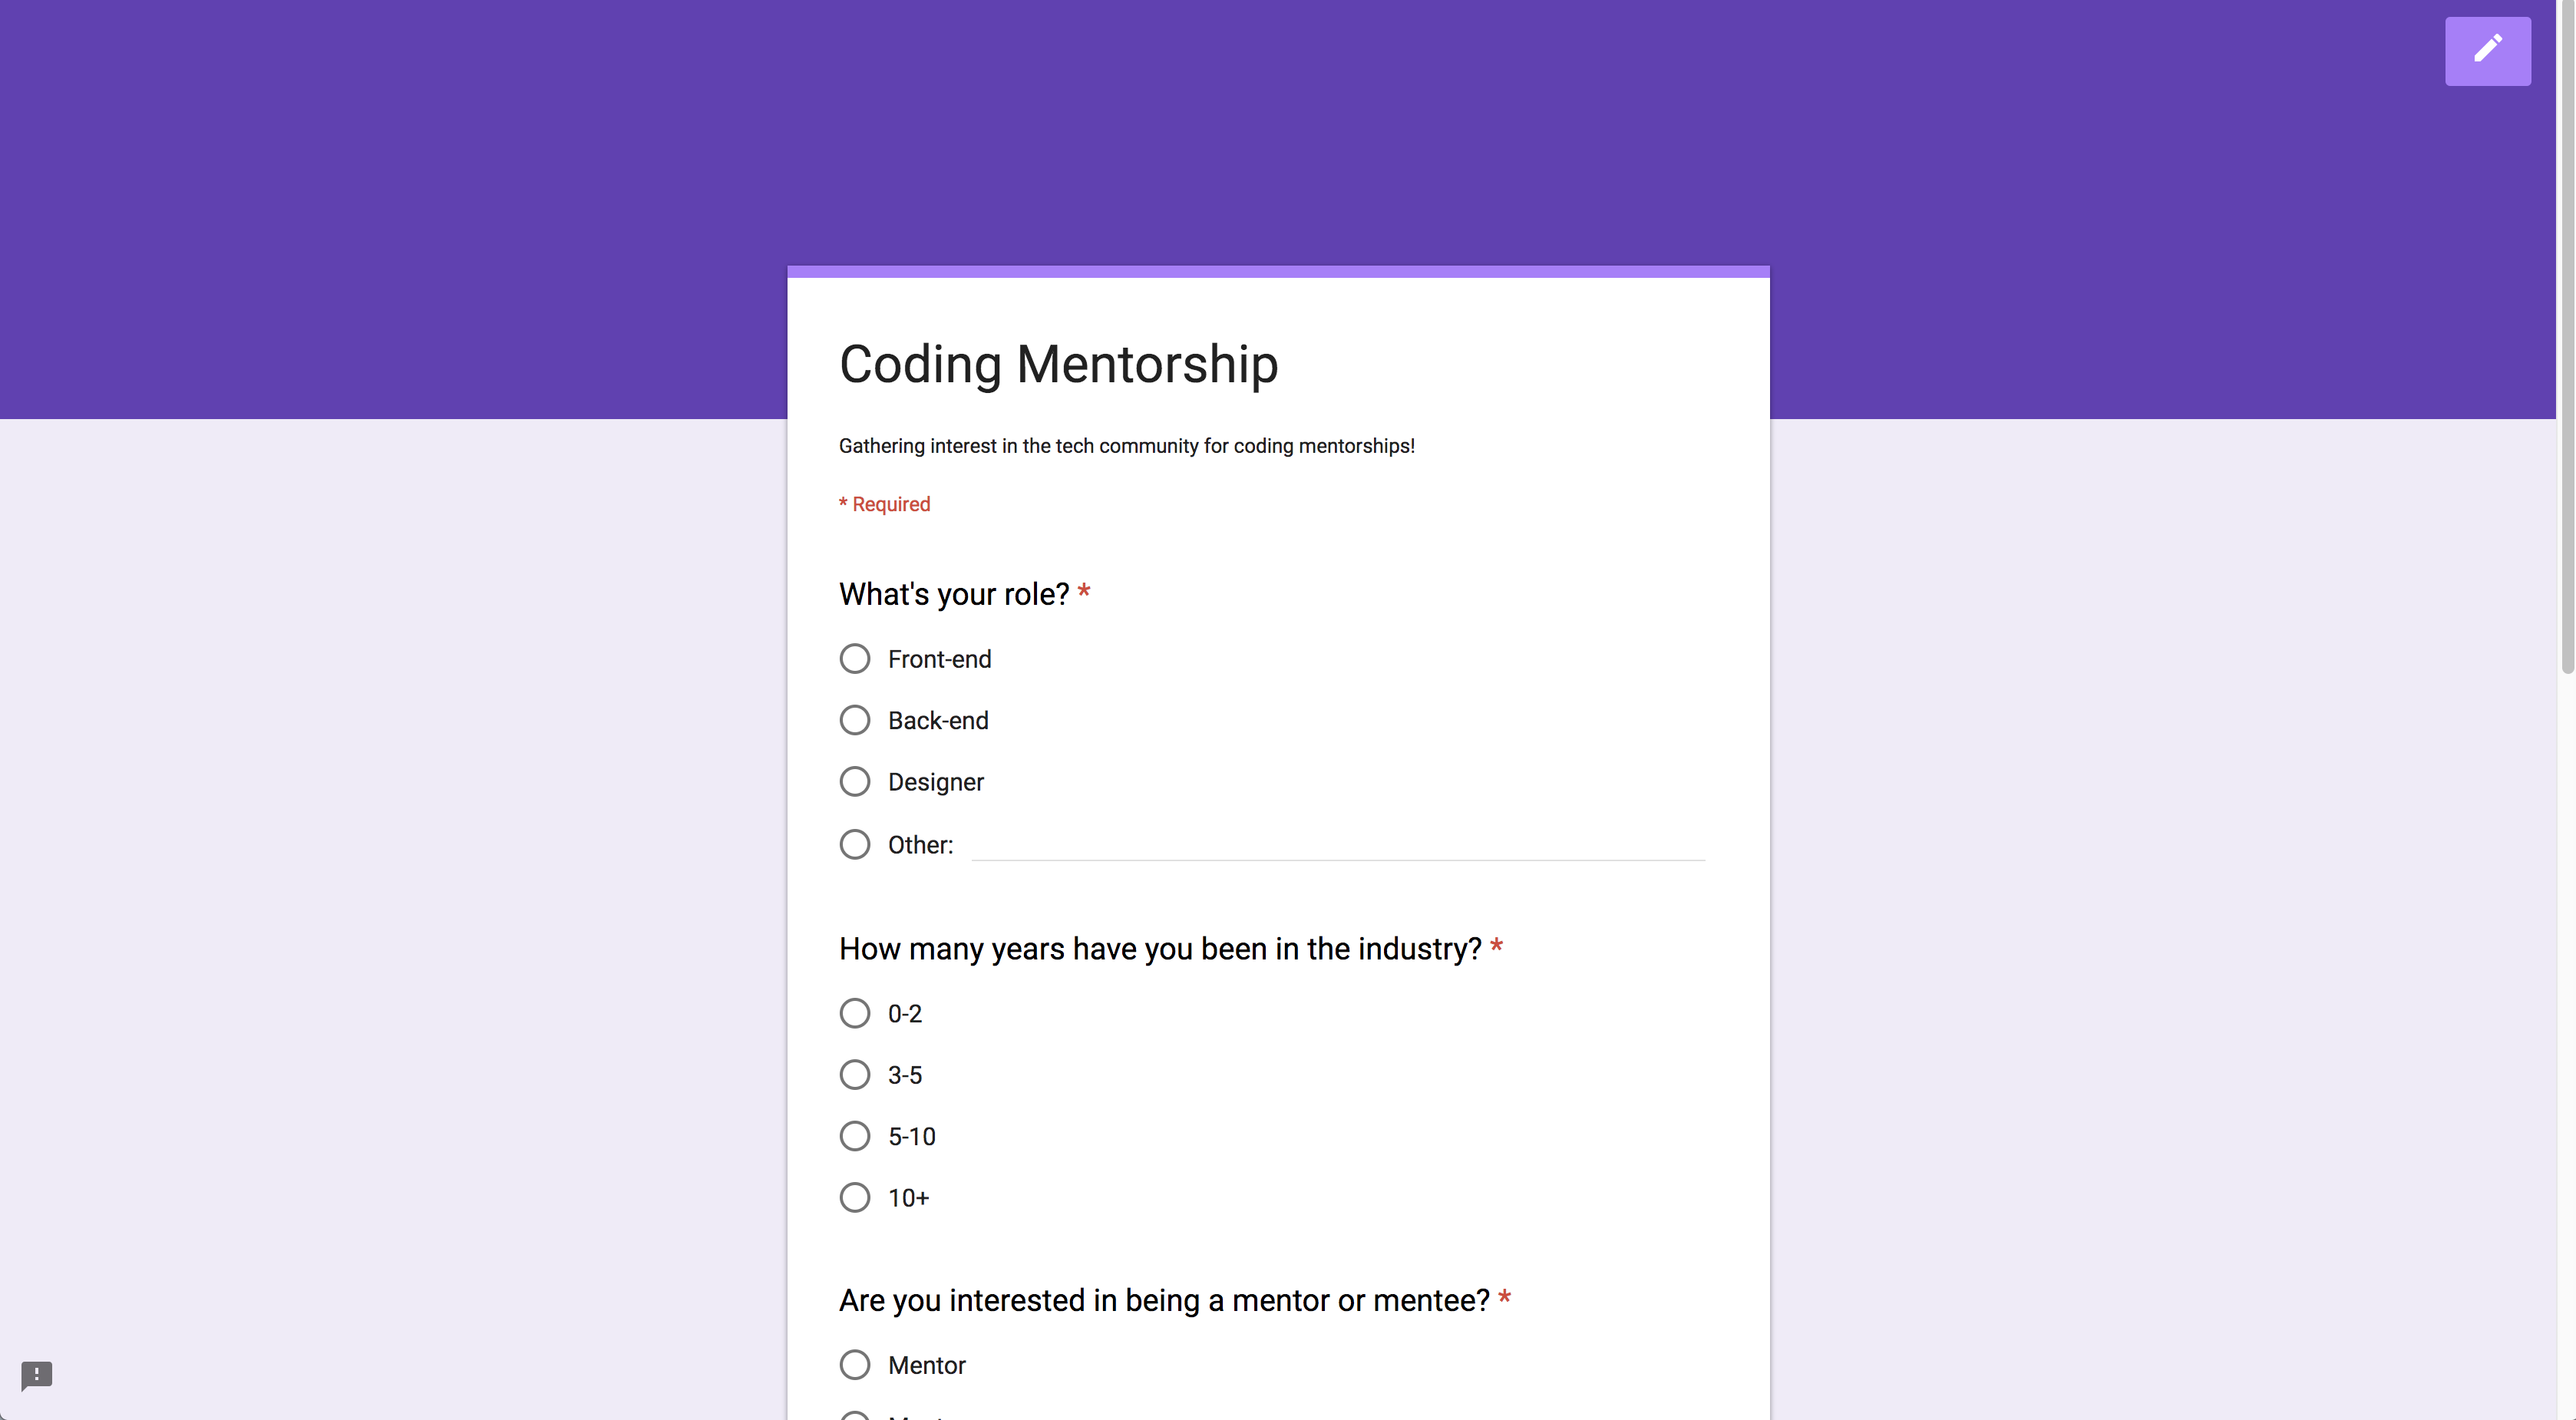 Coding Mentorship
Gathering interest in the tech community for coding mentorships!
* Required
What's your role? *
Front-end
Back-end
Designer
Other:
How many years have you been in the industry? *
0-2
3-5
5-10
10+
Are you interested in being a mentor or mentee? *
Mentor